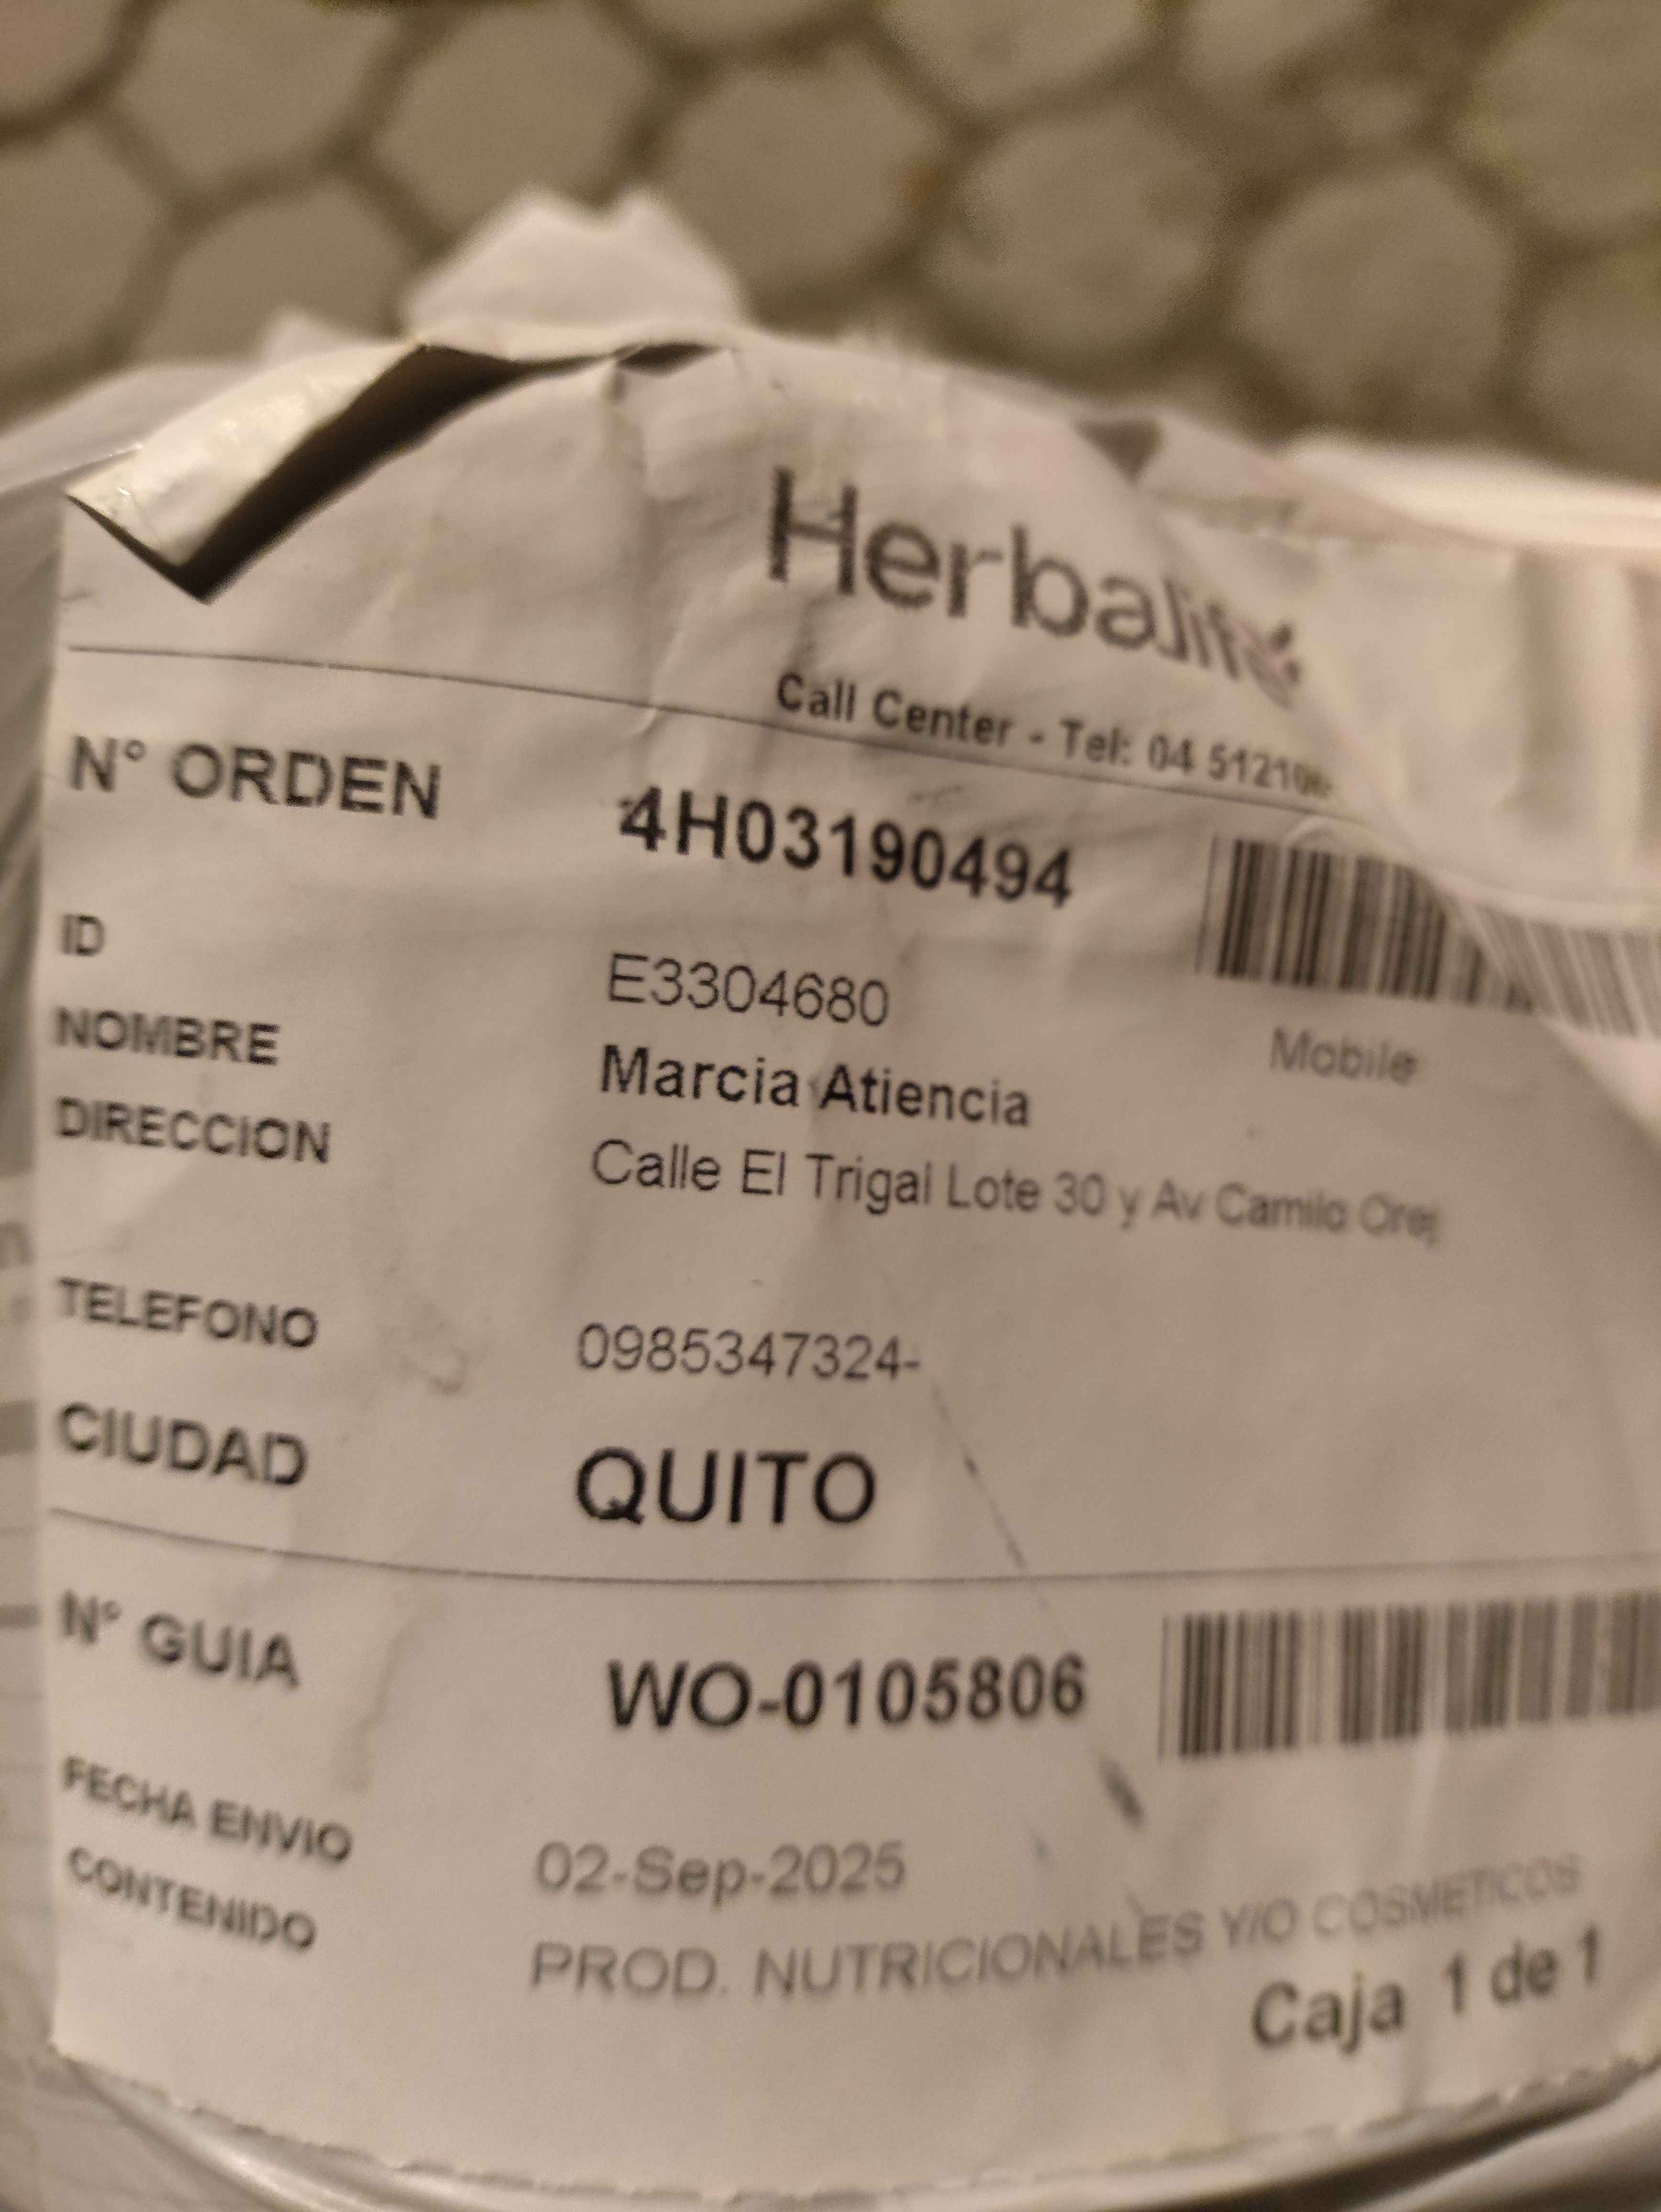 Herbalife
Call Center - Tel: 04
N° ORDEN 4H03190494
ID E3304680
Mobile
NOMBRE Marcia Atiencia
DIRECCION Calle El Trigal Lote 30 y Av Camilo Orej
TELEFONO 0985347324-
CIUDAD QUITO
N° GUIA WO-0105806
FECHA ENVIO 02-Sep-2025
CONTENIDO PROD. NUTRICIONALES Y/O COSMETICOS
Caja 1 de 1